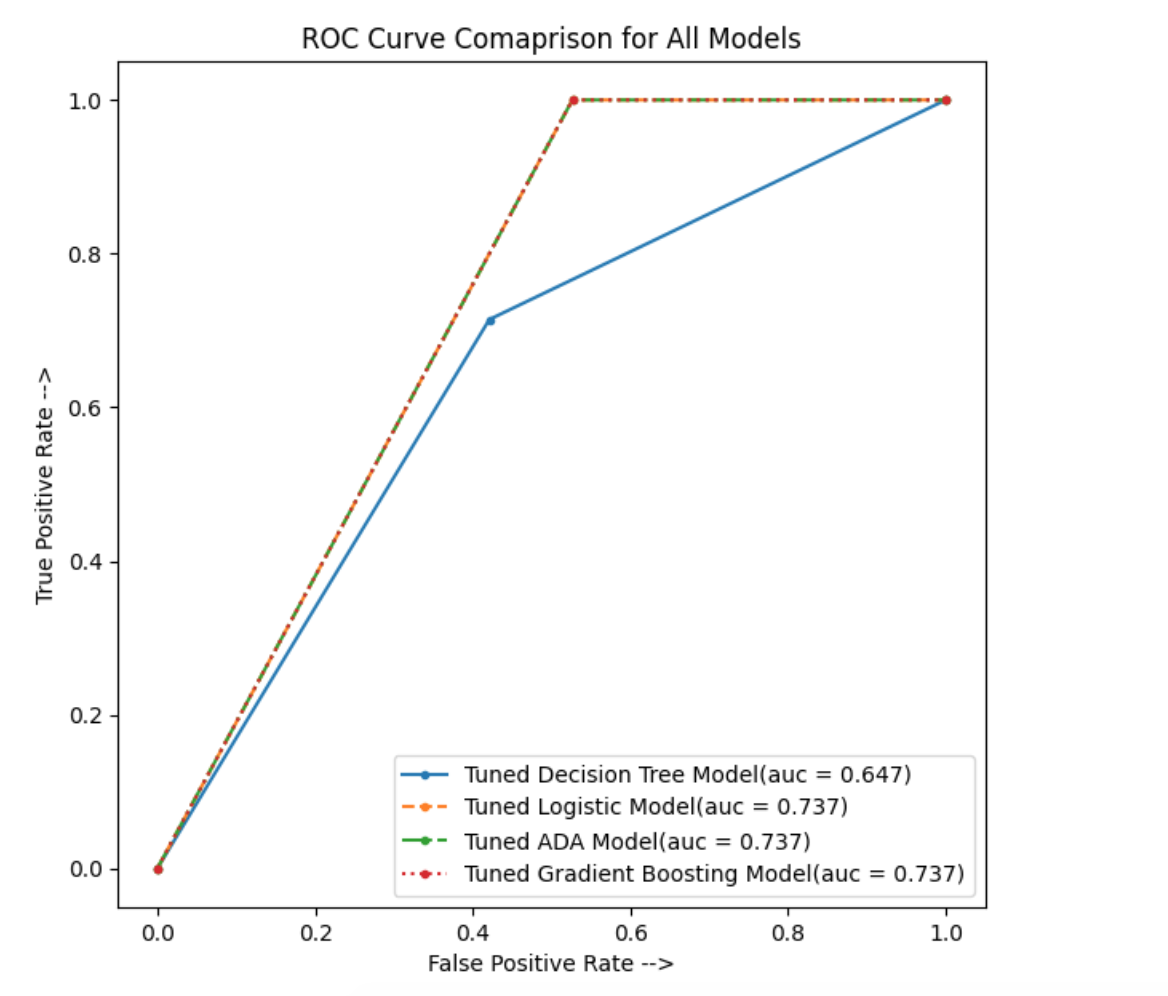 ROC Curve Comaprison for All Models
1.0
0.8
0.6
0.4
0.2
0.0
True Positive Rate -->
Tuned Decision Tree Model(auc = 0.647)
Tuned Logistic Model(auc = 0.737)
Tuned ADA Model(auc = 0.737)
Tuned Gradient Boosting Model(auc = 0.737)
0.0 0.2 0.4 0.6 0.8 1.0
False Positive Rate -->